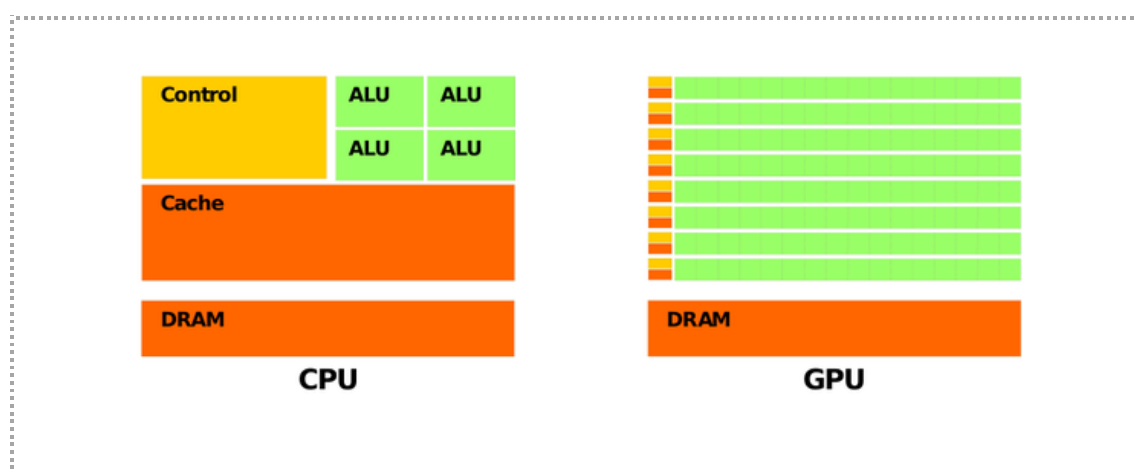 Control
ALU ALU
ALU ALU
Cache
DRAM
CPU
DRAM
GPU